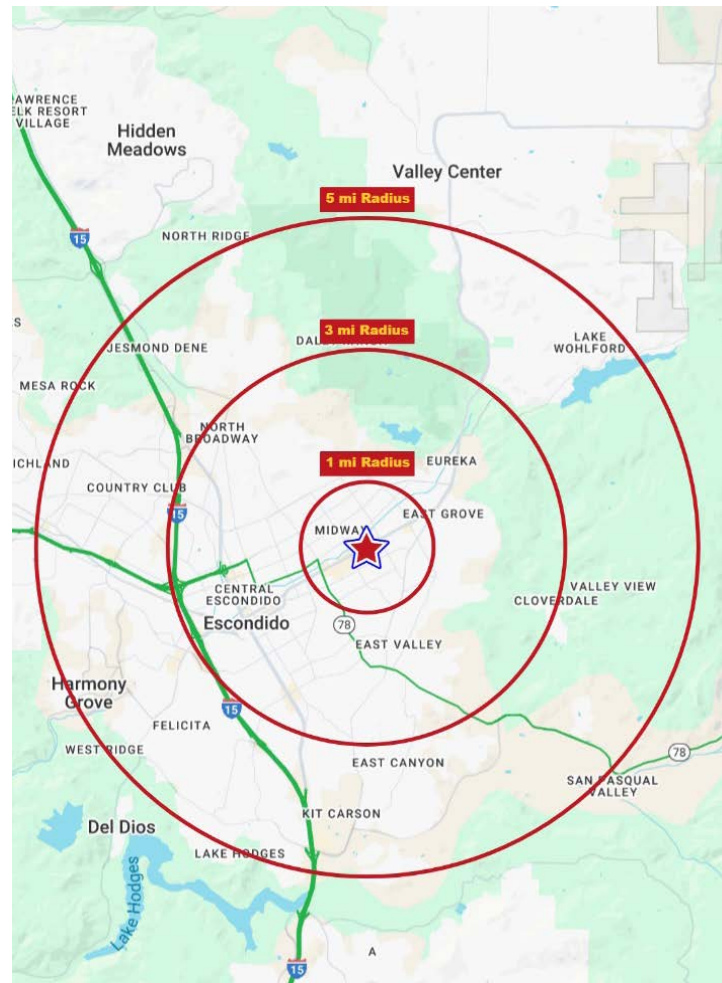 AWRENCE
ELK RESORT
VILLAGE
Hidden
Meadows
Valley Center
5 mi Radius
15
NORTH RIDGE
3 mi Radius
S
JESMOND DENE
LAKE
WOHLFORD
MESA ROCK
NORTH
BROADWAY
1 mi Radius
ICHLAND
EUREKA
COUNTRY CLUB
15
EAST GROVE
MIDWAY
CENTRAL
ESCONDIDO
VALLEY VIEW
CLOVERDALE
Escondido
78
EAST VALLEY
Harmony
Grove
15
FELICITA
WEST RIDGE
78
EAST CANYON
SAN PASQUAL
VALLEY
KIT CARSON
Del Dios
LAKE HODGES
Lake Hodges
A
15